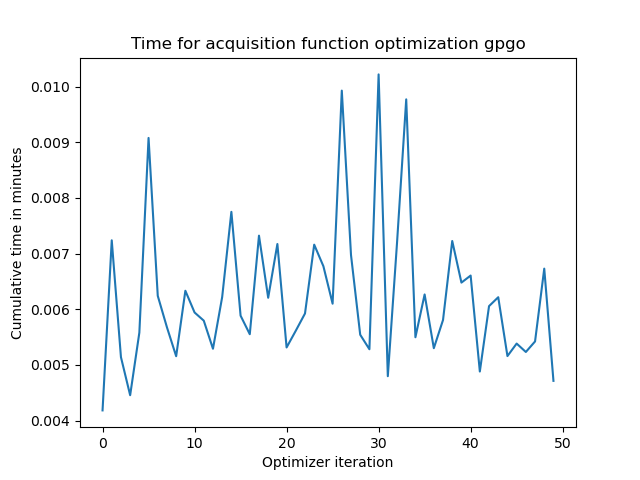 Time for acquisition function optimization gpgo
0.010
0.009
0.008
0.007
0.006
0.005
0.004
Cumulative time in minutes
0 10 20 30 40 50
Optimizer iteration